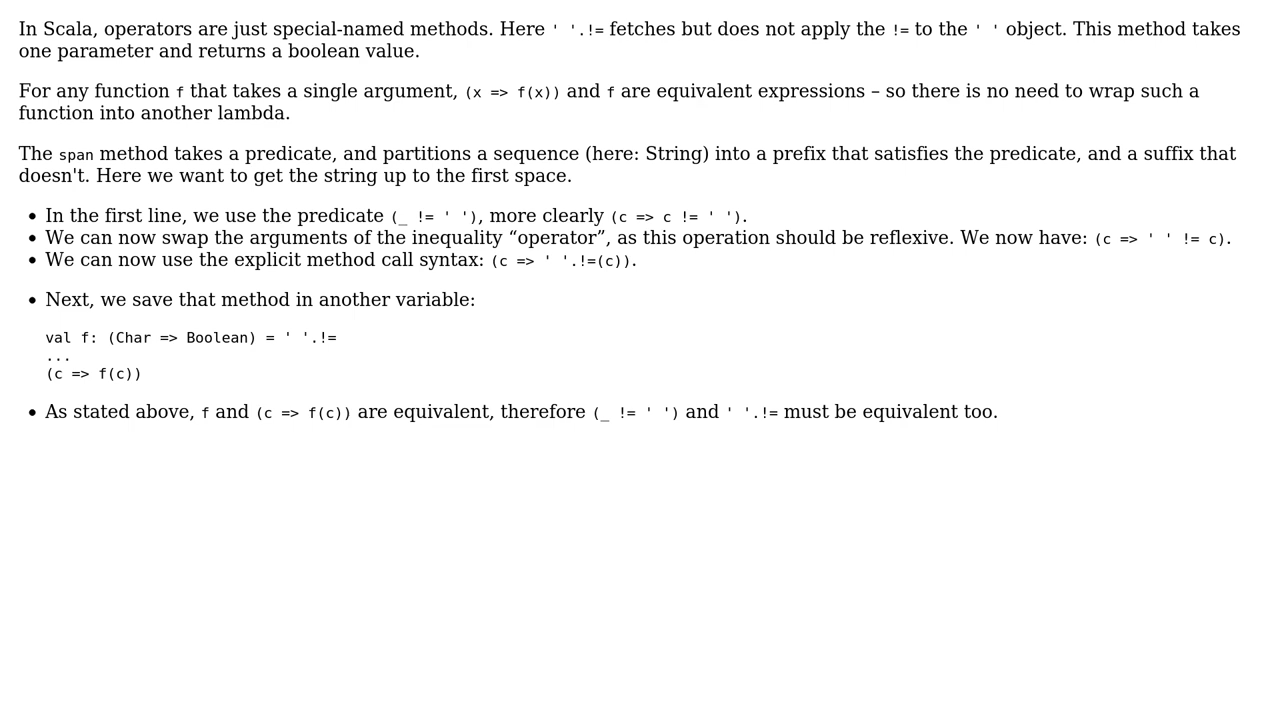 In Scala, operators are just special-named methods. Here ' '.!= fetches but does not apply the != to the ' ' object. This method takes
one parameter and returns a boolean value.
For any function f that takes a single argument, (x => f(x)) and f are equivalent expressions – so there is no need to wrap such a
function into another lambda.
The span method takes a predicate, and partitions a sequence (here: String) into a prefix that satisfies the predicate, and a suffix that
doesn't. Here we want to get the string up to the first space.
• In the first line, we use the predicate (_ != ' '), more clearly (c => c != ' ').
• We can now swap the arguments of the inequality “operator”, as this operation should be reflexive. We now have: (c => ' ' != c).
• We can now use the explicit method call syntax: (c => ' '.!=(c)).
• Next, we save that method in another variable:
val f: (Char => Boolean) = ' '.!=
...
(c => f(c))
• As stated above, f and (c => f(c)) are equivalent, therefore (_ != ' ') and ' '.!= must be equivalent too.